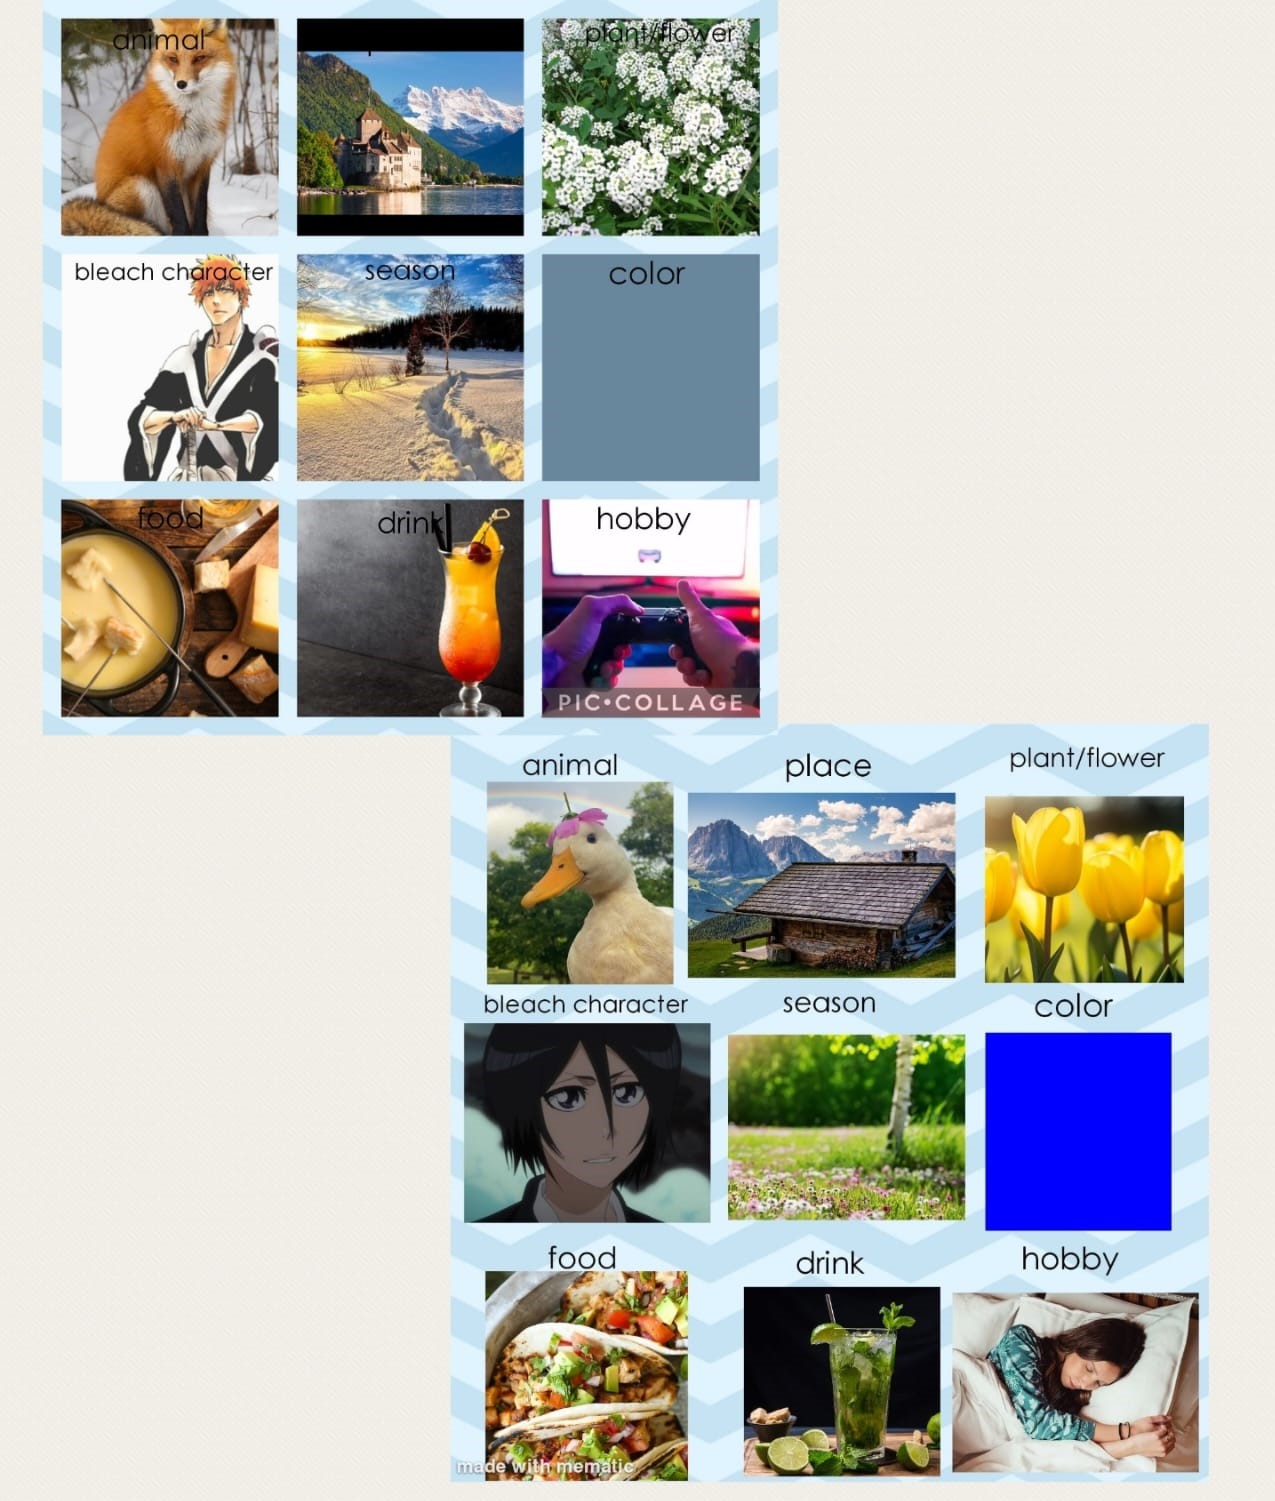 animal
plant/flower
bleach character
season
color
food
drink
hobby
PIC•COLLAGE
animal
place
plant/flower
bleach character
season
color
food
drink
hobby
made with mematic